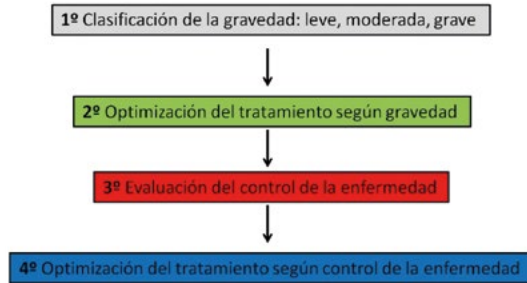 1º Clasificación de la gravedad: leve, moderada, grave
2º Optimización del tratamiento según gravedad
3º Evaluación del control de la enfermedad
4º Optimización del tratamiento según control de la enfermedad